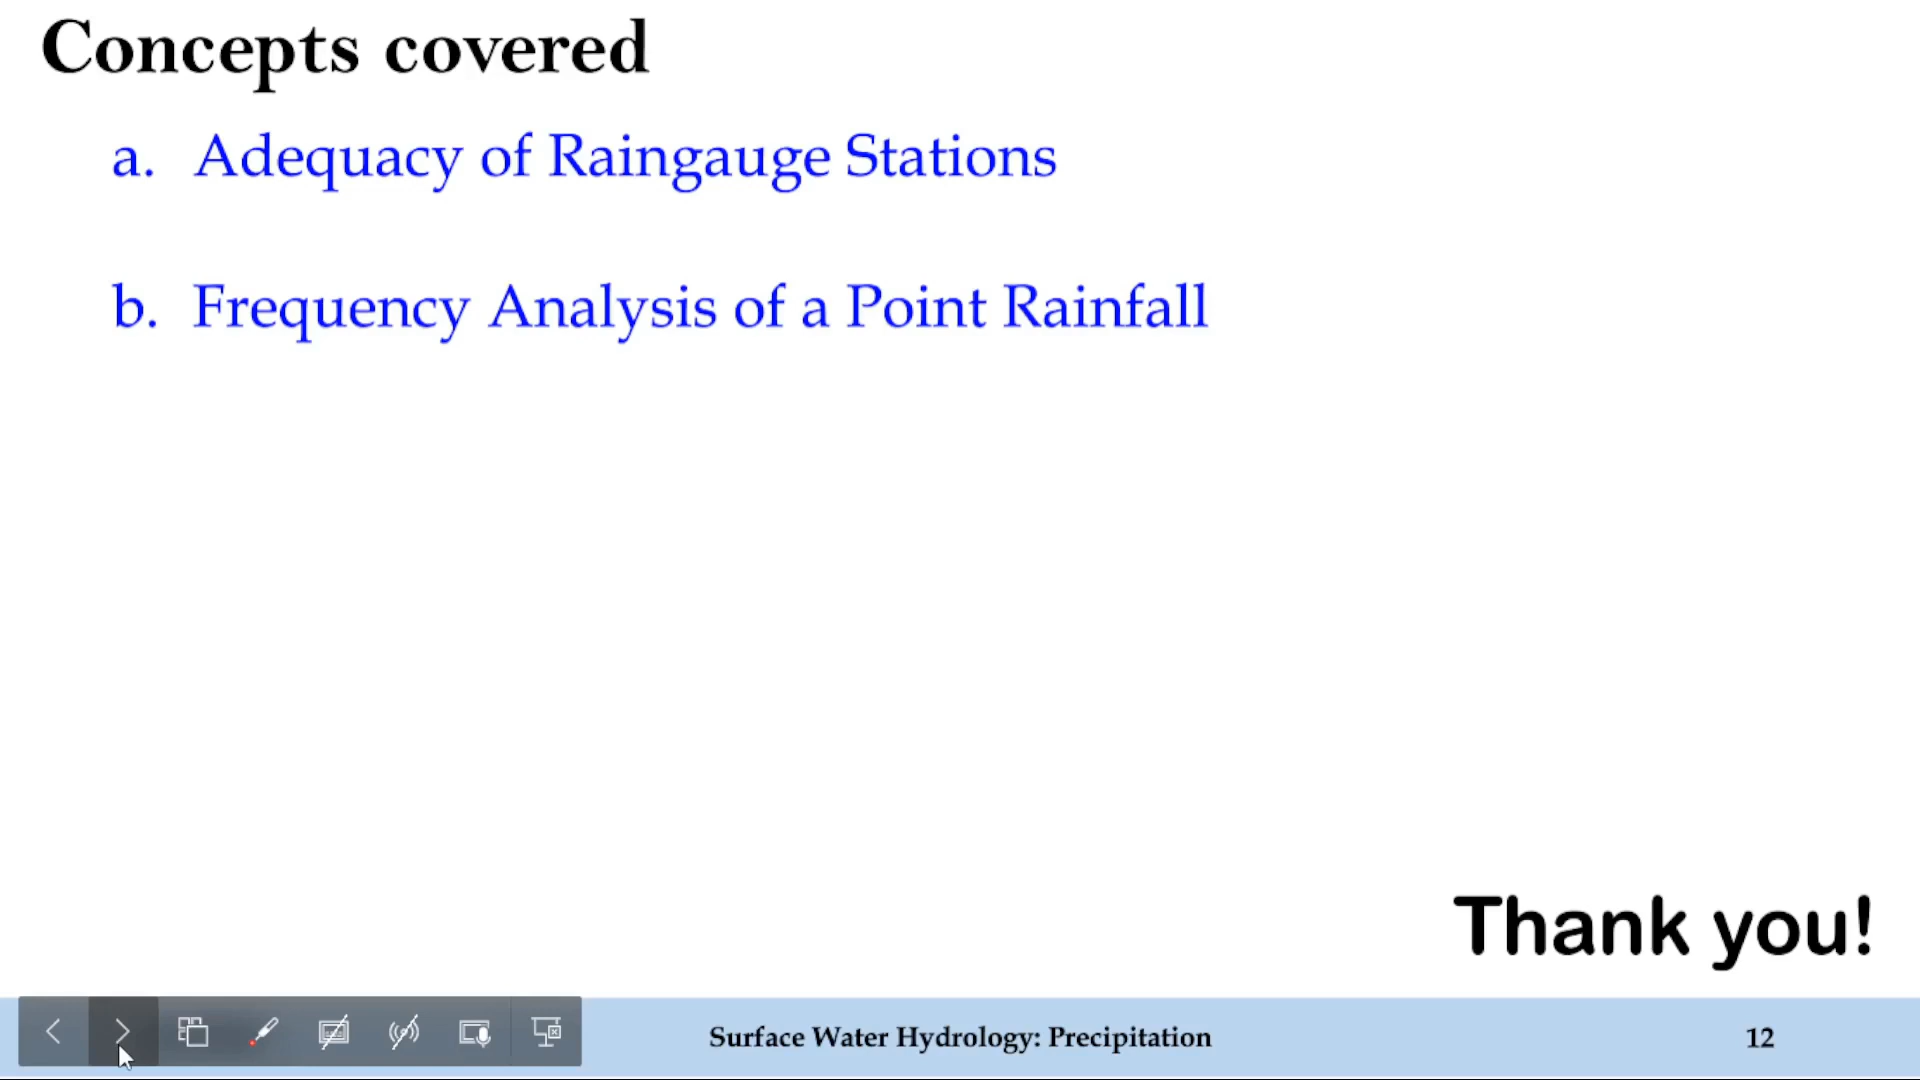 Concepts covered
a. Adequacy of Raingauge Stations
b. Frequency Analysis of a Point Rainfall
Thank you!
Surface Water Hydrology: Precipitation
12